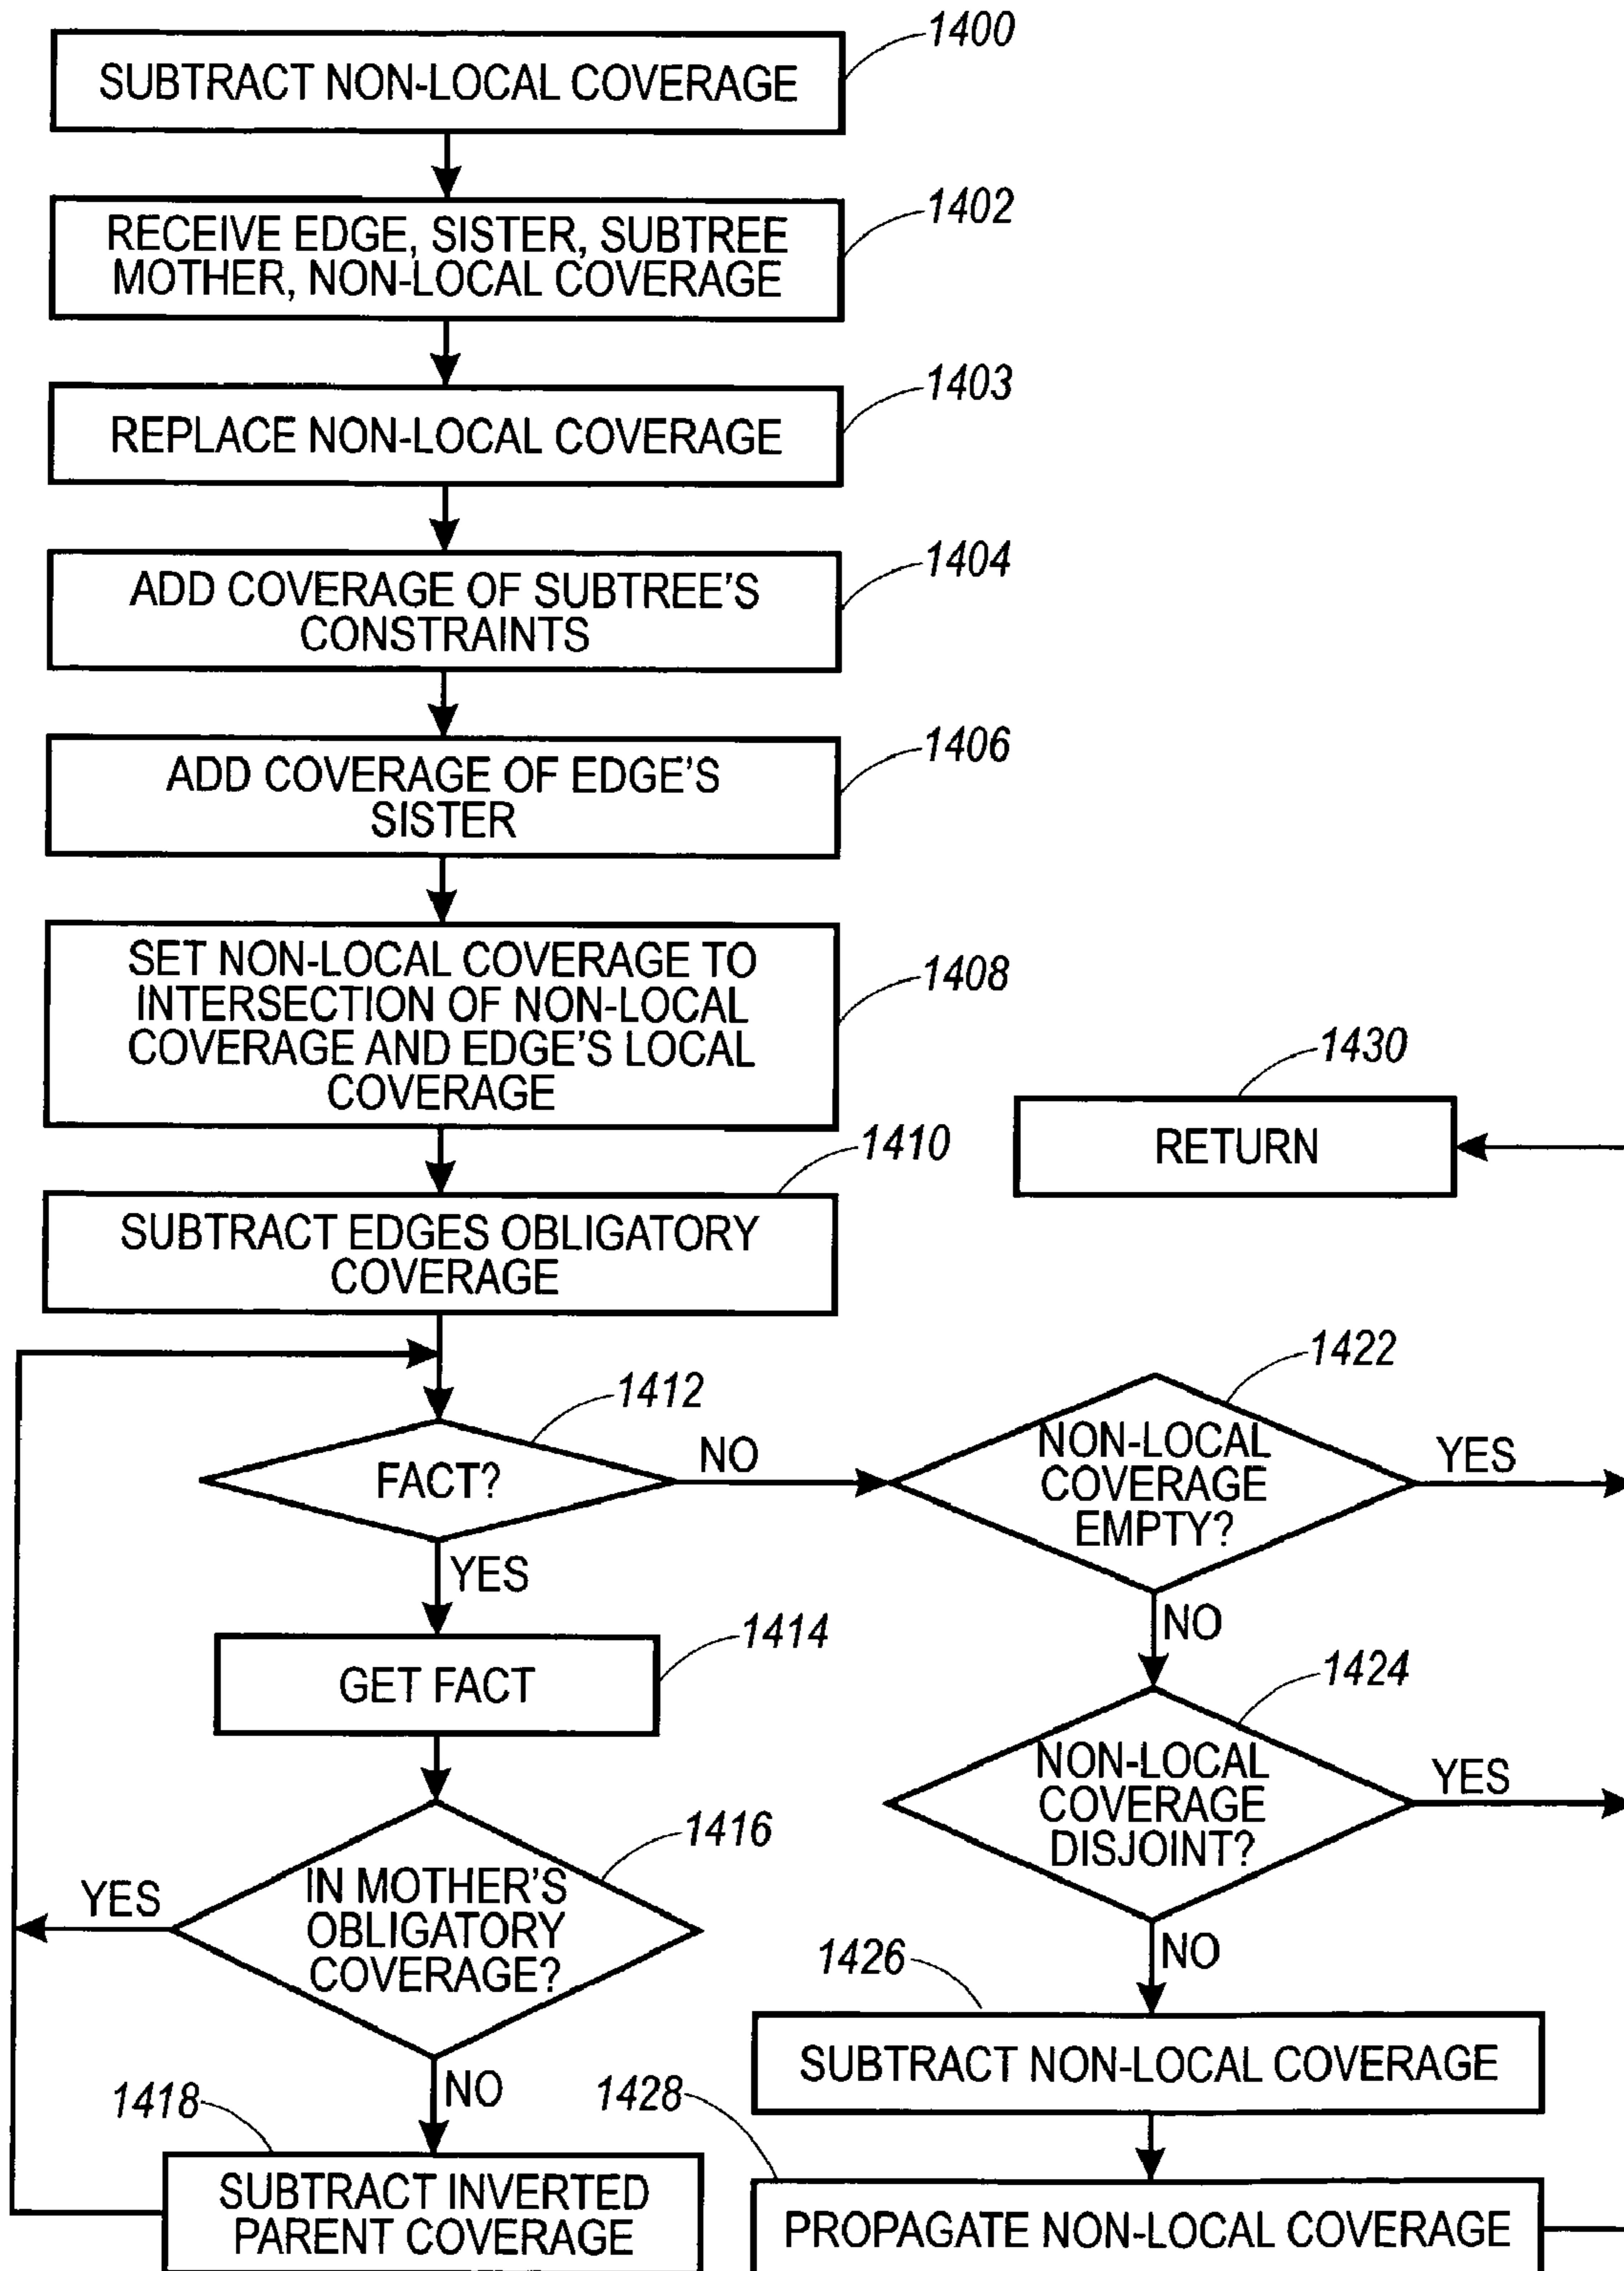 1400
SUBTRACT NON-LOCAL COVERAGE
1402
RECEIVE EDGE, SISTER, SUBTREE
MOTHER, NON-LOCAL COVERAGE
1403
REPLACE NON-LOCAL COVERAGE
1404
ADD COVERAGE OF SUBTREE'S
CONSTRAINTS
1406
ADD COVERAGE OF EDGE'S
SISTER
1408
SET NON-LOCAL COVERAGE TO
INTERSECTION OF NON-LOCAL
COVERAGE AND EDGE'S LOCAL
COVERAGE
1430
RETURN
1410
SUBTRACT EDGES OBLIGATORY
COVERAGE
1412
FACT?
NO
YES
1414
GET FACT
1416
IN MOTHER'S
OBLIGATORY
COVERAGE?
YES
NO
1418
SUBTRACT INVERTED
PARENT COVERAGE
1422
NON-LOCAL
COVERAGE
EMPTY?
YES
NO
1424
NON-LOCAL
COVERAGE
DISJOINT?
YES
NO
1426
SUBTRACT NON-LOCAL COVERAGE
1428
PROPAGATE NON-LOCAL COVERAGE